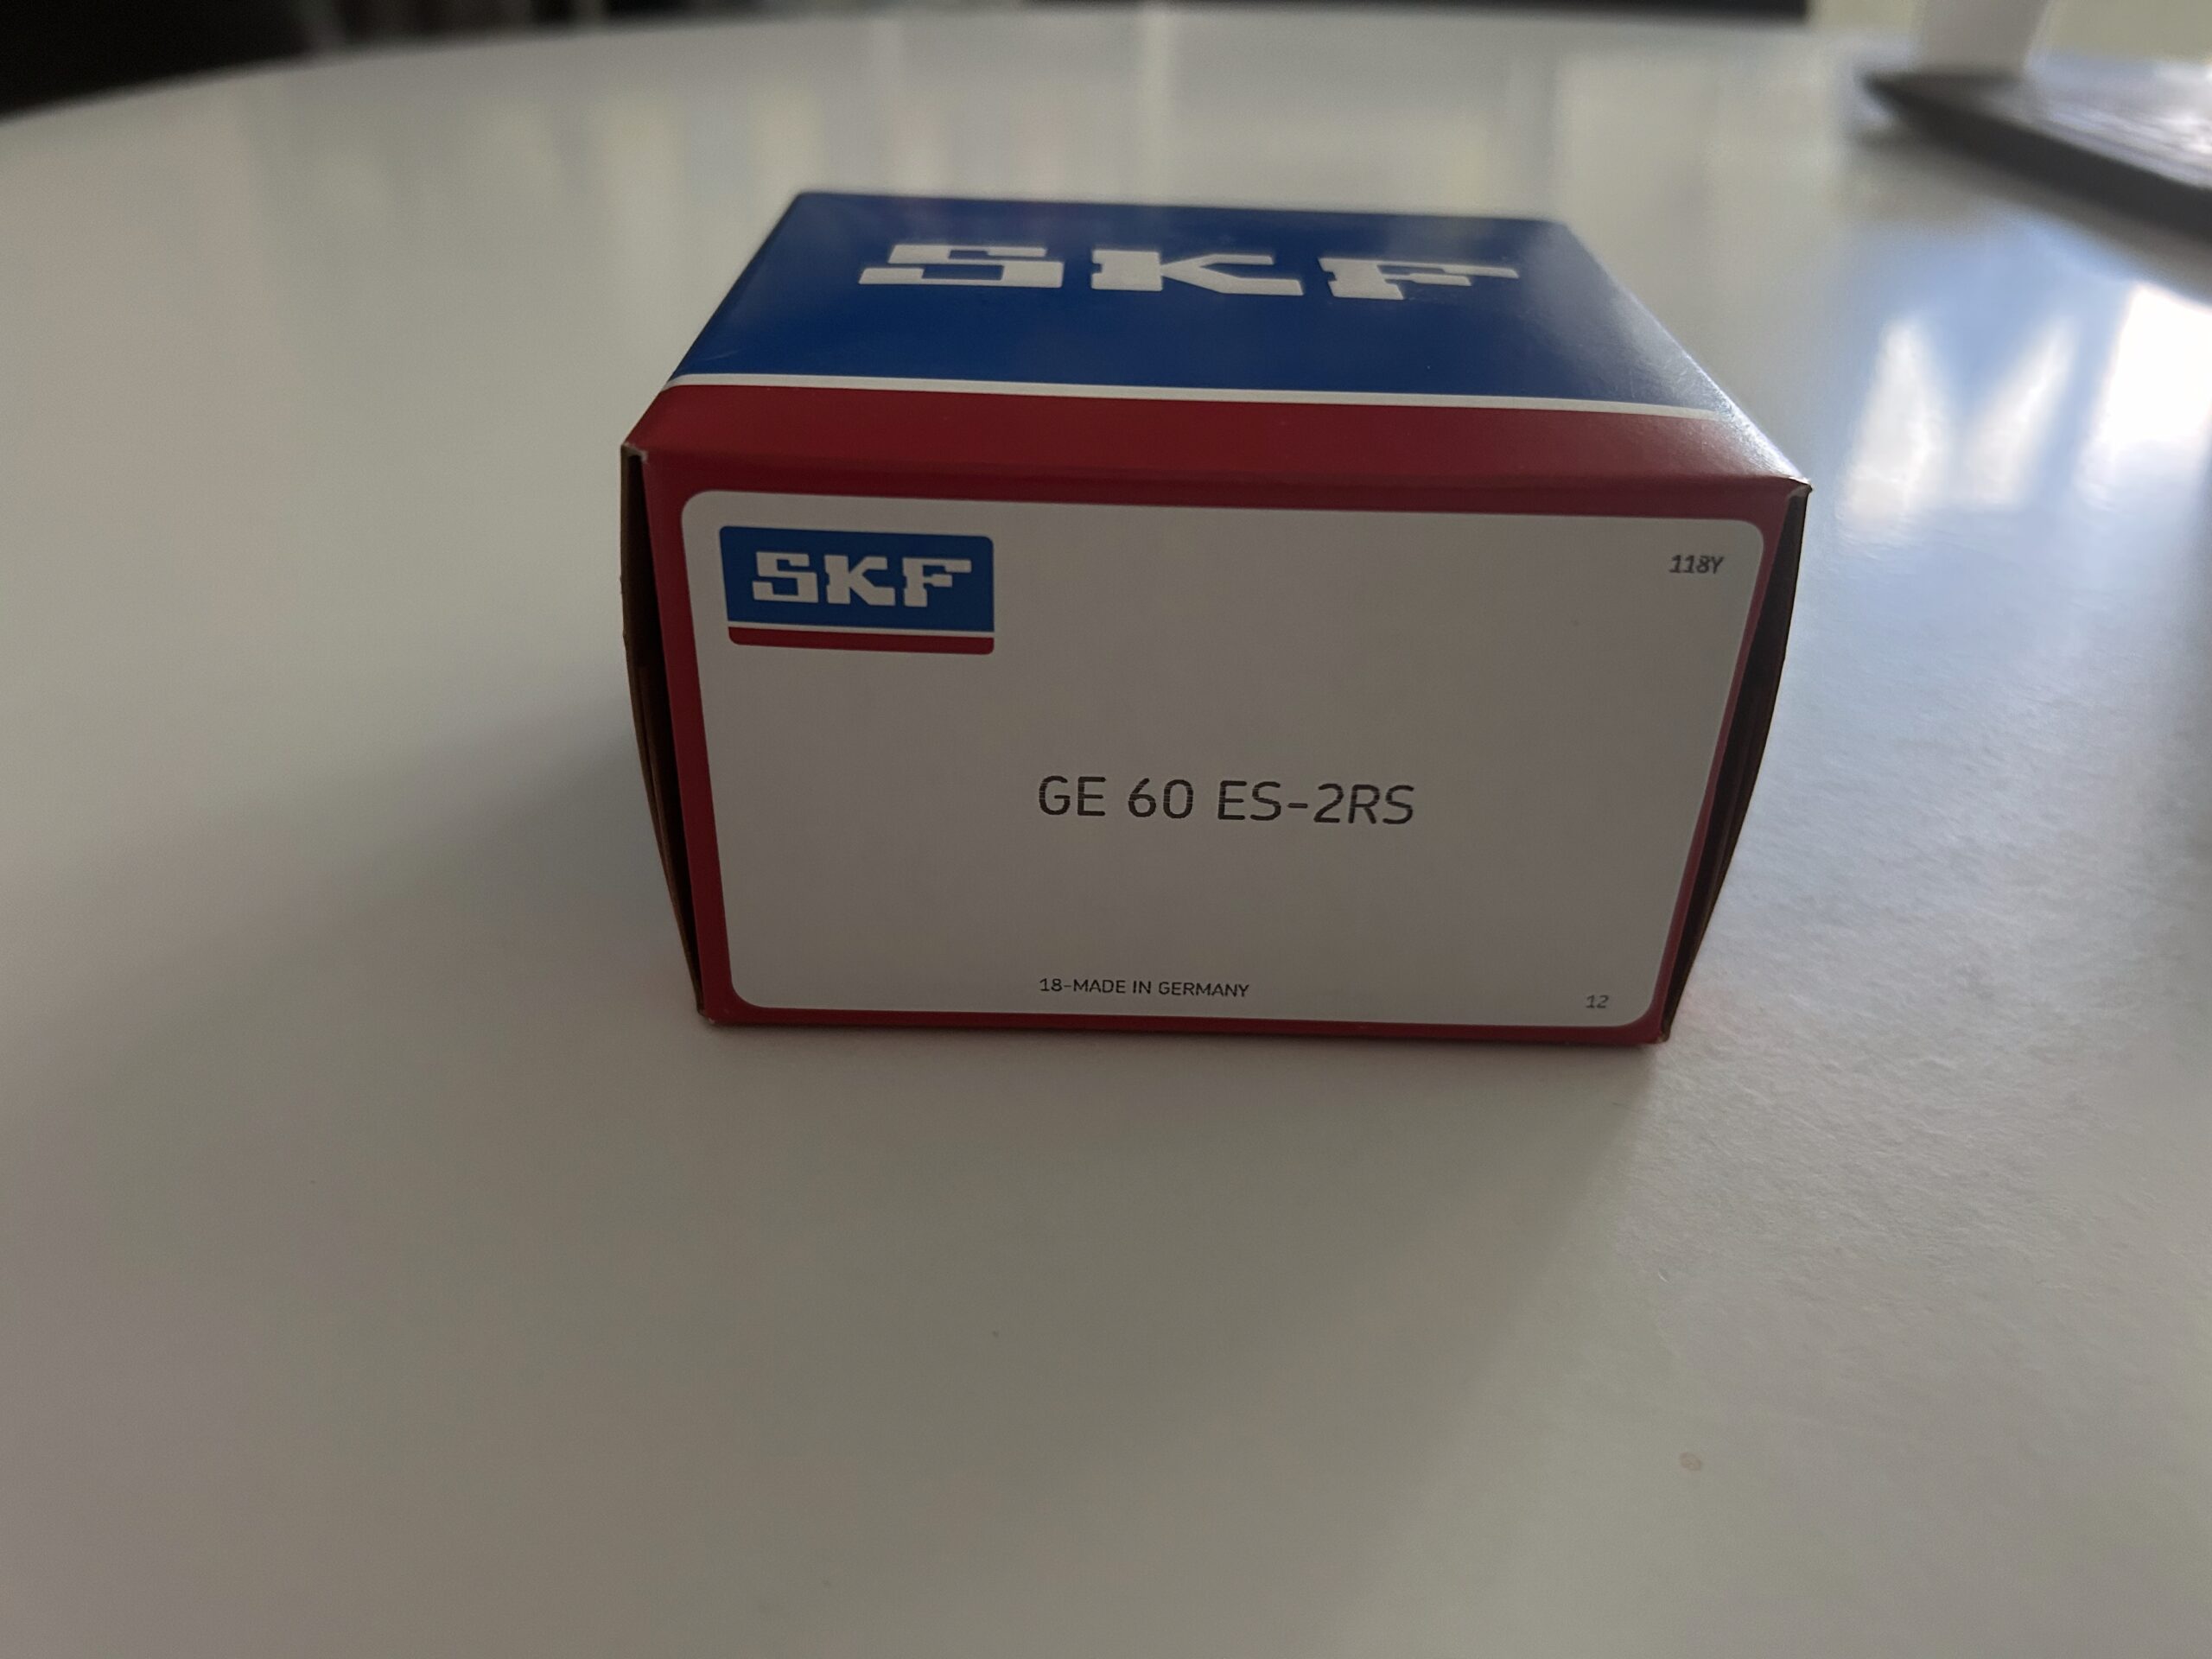 SKF
SKF
118Y
GE 60 ES-2RS
18-MADE IN GERMANY
12